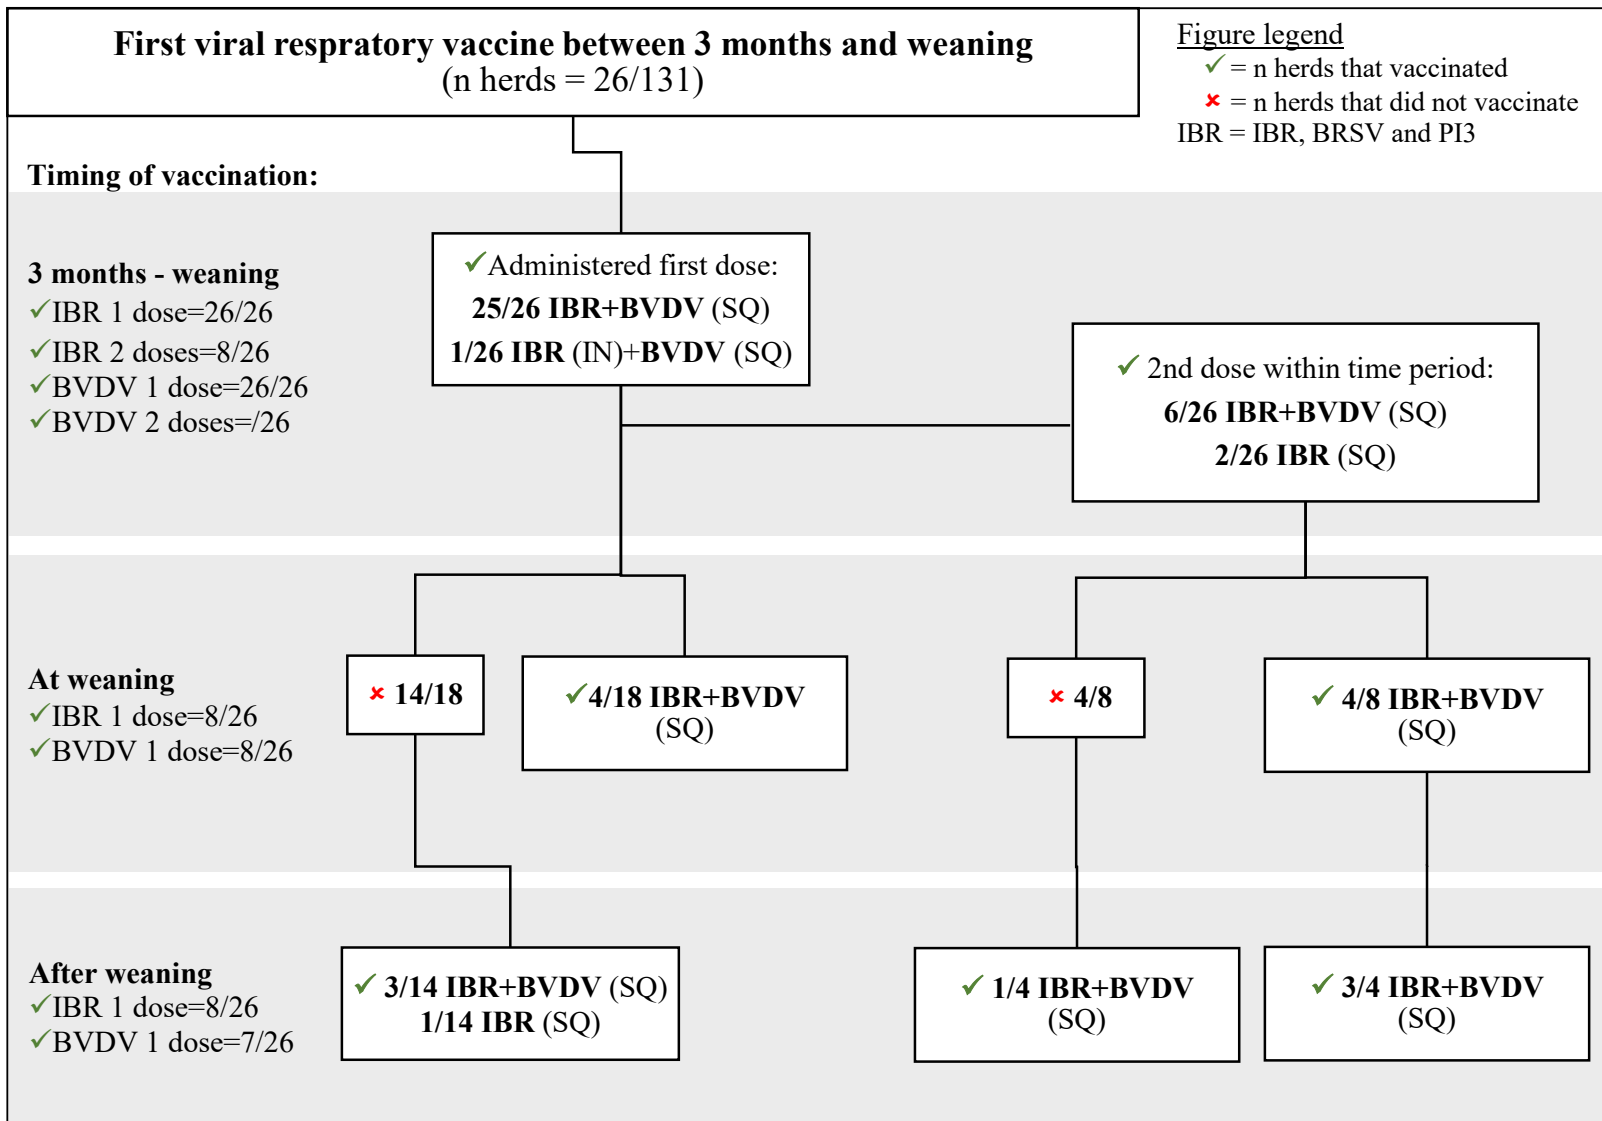 First viral respratory vaccine between 3 months and weaning
(n herds = 26/131)
Figure legend
✓ = n herds that vaccinated
✘ = n herds that did not vaccinate
IBR = IBR, BRSV and PI3
Timing of vaccination:
3 months - weaning
✓IBR 1 dose=26/26
✓IBR 2 doses=8/26
✓BVDV 1 dose=26/26
✓BVDV 2 doses=/26
✓Administered first dose:
25/26 IBR+BVDV (SQ)
1/26 IBR (IN)+BVDV (SQ)
✓ 2nd dose within time period:
6/26 IBR+BVDV (SQ)
2/26 IBR (SQ)
At weaning
✓IBR 1 dose=8/26
✓BVDV 1 dose=8/26
✘ 14/18
✓4/18 IBR+BVDV
(SQ)
✘ 4/8
✓ 4/8 IBR+BVDV
(SQ)
After weaning
✓IBR 1 dose=8/26
✓BVDV 1 dose=7/26
✓ 3/14 IBR+BVDV (SQ)
1/14 IBR (SQ)
✓ 1/4 IBR+BVDV
(SQ)
✓ 3/4 IBR+BVDV
(SQ)